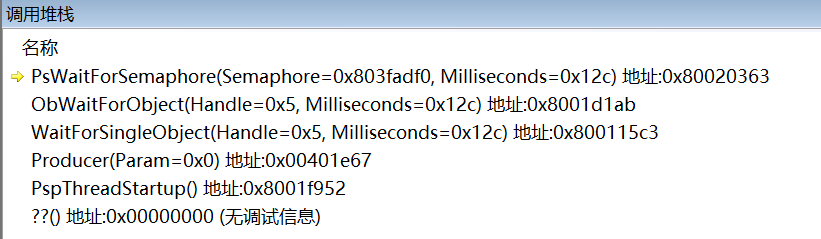 调用堆栈
名称
PsWaitForSemaphore(Semaphore=0x803fadf0, Milliseconds=0x12c) 地址:0x80020363
ObWaitForObject(Handle=0x5, Milliseconds=0x12c) 地址:0x8001d1ab
WaitForSingleObject(Handle=0x5, Milliseconds=0x12c) 地址:0x800115c3
Producer(Param=0x0) 地址:0x00401e67
PspThreadStartup() 地址:0x8001f952
??() 地址:0x00000000 (无调试信息)